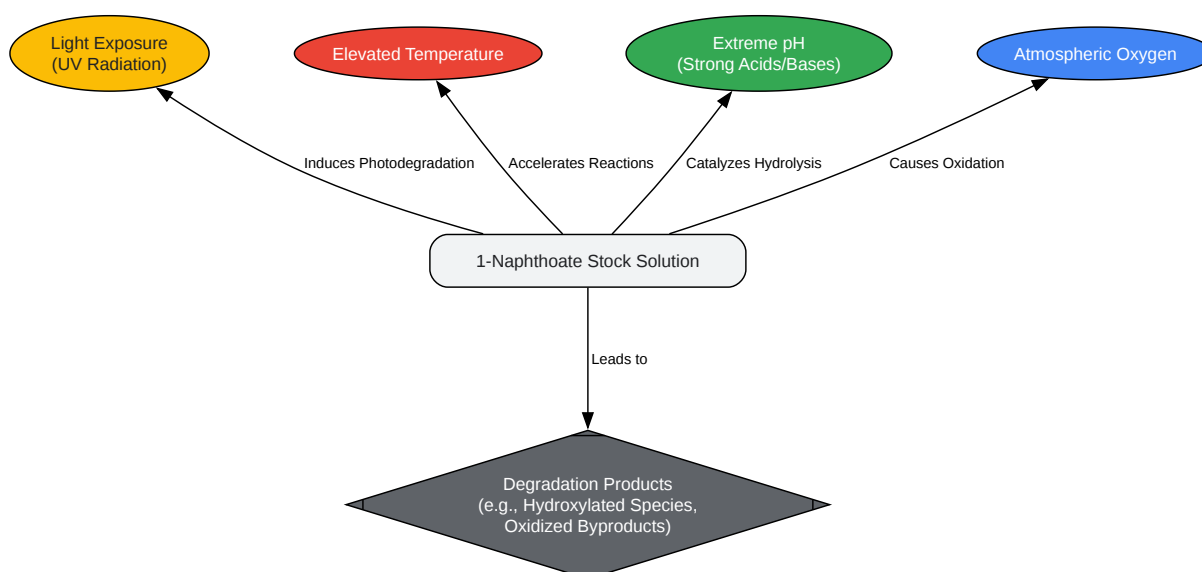 Light Exposure
(UV Radiation)
Elevated Temperature
Extreme pH
(Strong Acids/Bases)
Atmospheric Oxygen
Induces Photodegradation
Accelerates Reactions
Catalyzes Hydrolysis
Causes Oxidation
1-Naphthoate Stock Solution
Leads to
Degradation Products
(e.g., Hydroxylated Species,
Oxidized Byproducts)